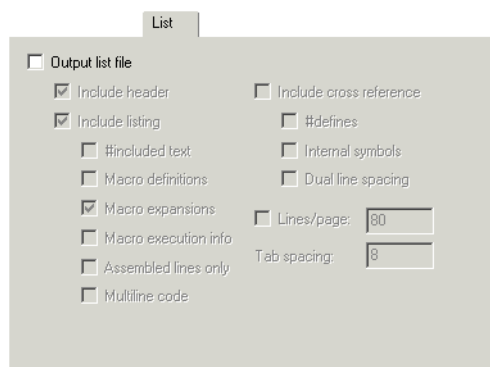 List
Output list file
Include header
Include listing
#included text
Macro definitions
Macro expansions
Macro execution info
Assembled lines only
Multiline code
Include cross reference
#defines
Internal symbols
Dual line spacing
Lines/page: 80
Tab spacing: 8